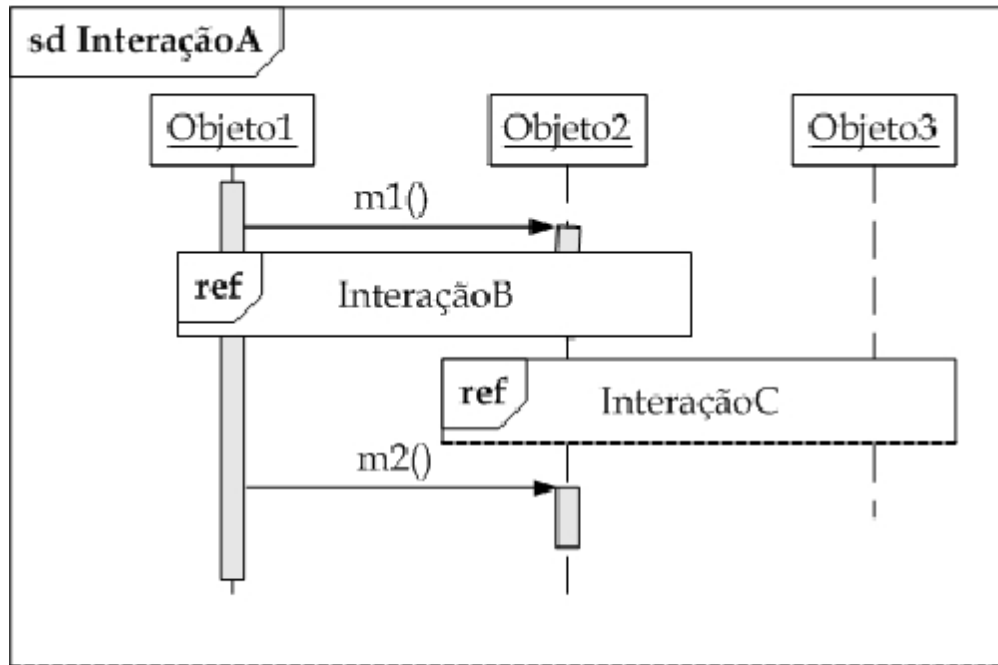 sd InteraçãoA
Objeto1 Objeto2 Objeto3
m1()
ref InteraçãoB
ref InteraçãoC
m2()